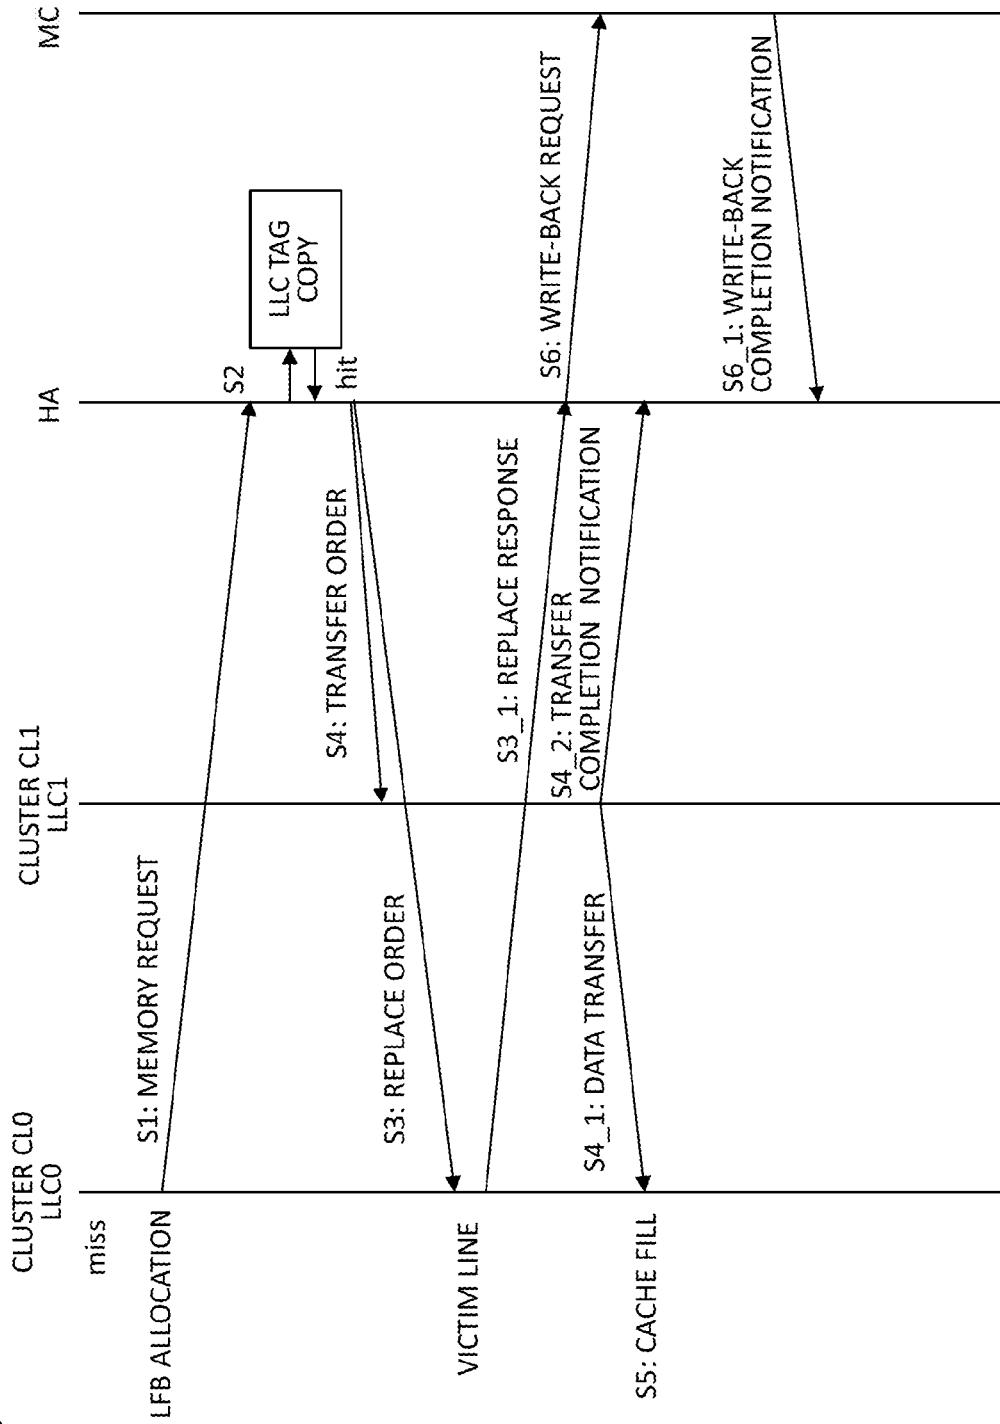 CLUSTER CL0
LLC0
CLUSTER CL1
LLC1
HA
MC
miss
LFB ALLOCATION
S1: MEMORY REQUEST
S2
LLC TAG
COPY
hit
S4: TRANSFER ORDER
S3: REPLACE ORDER
VICTIM LINE
S3_1: REPLACE RESPONSE
S6: WRITE-BACK REQUEST
S4_2: TRANSFER
COMPLETION NOTIFICATION
S4_1: DATA TRANSFER
S5: CACHE FILL
S6_1: WRITE-BACK
COMPLETION NOTIFICATION